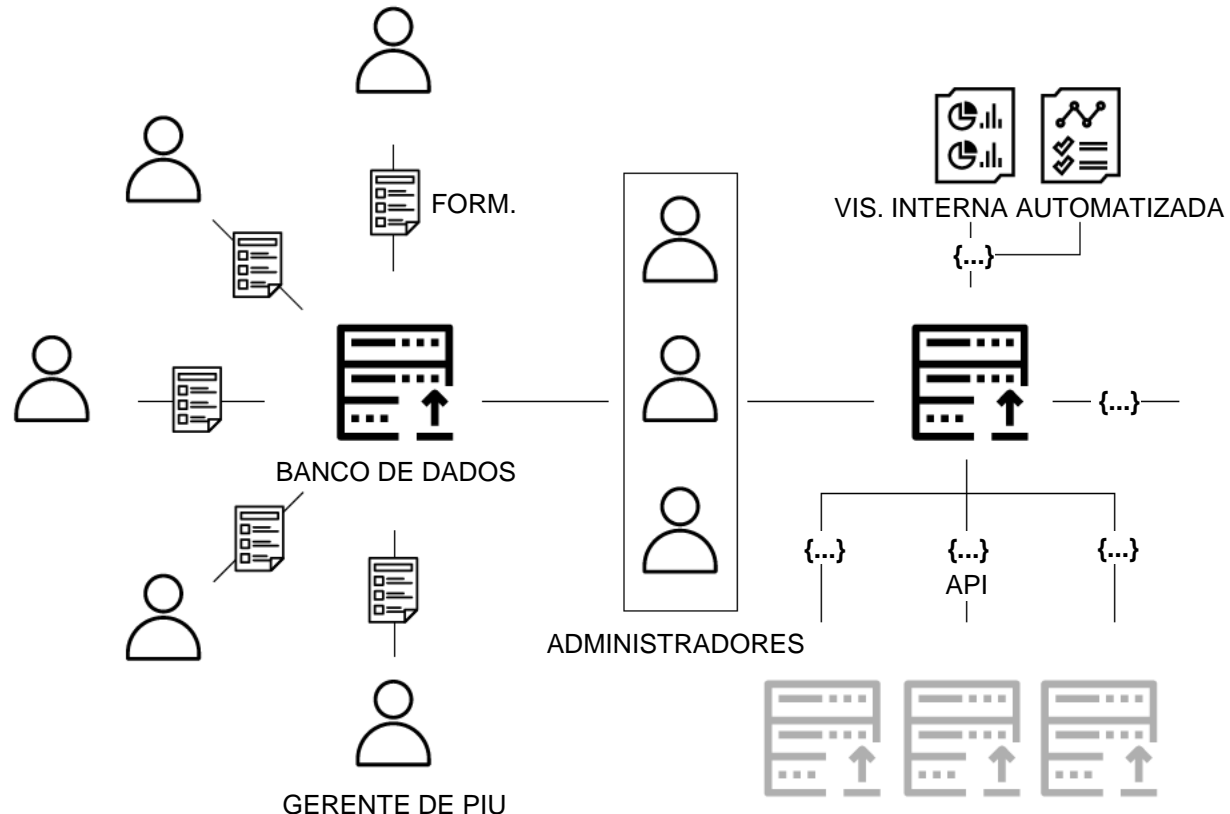 FORM.
VIS. INTERNA AUTOMATIZADA
{...}
{...}
BANCO DE DADOS
{...}
{...}
{...}
API
ADMINISTRADORES
GERENTE DE PIU